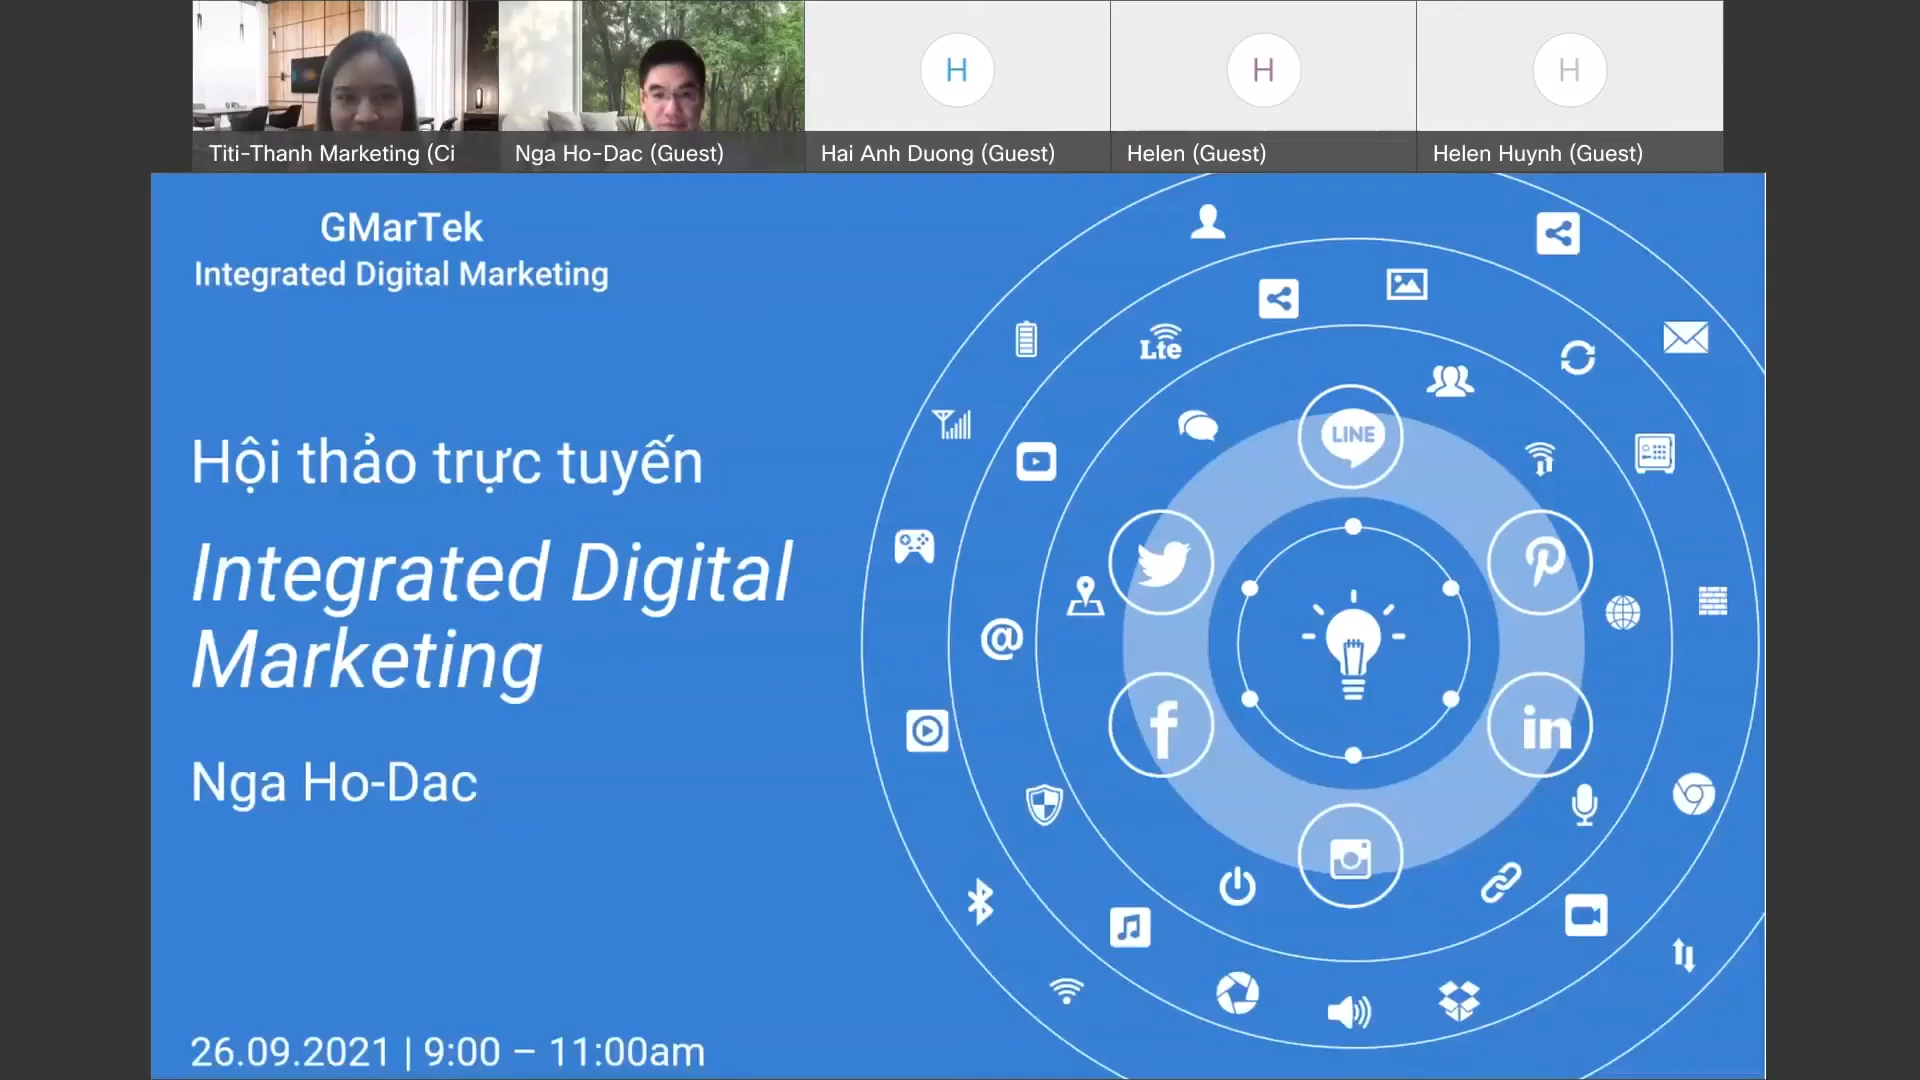 Titi-Thanh Marketing (Ci
Nga Ho-Dac (Guest)
H
Hai Anh Duong (Guest)
H
Helen (Guest)
H
Helen Huynh (Guest)
GMarTek
Integrated Digital Marketing
Hội thảo trực tuyến
Integrated Digital
Marketing
Nga Ho-Dac
26.09.2021 | 9:00 – 11:00am
Lte
LINE
@
f
in